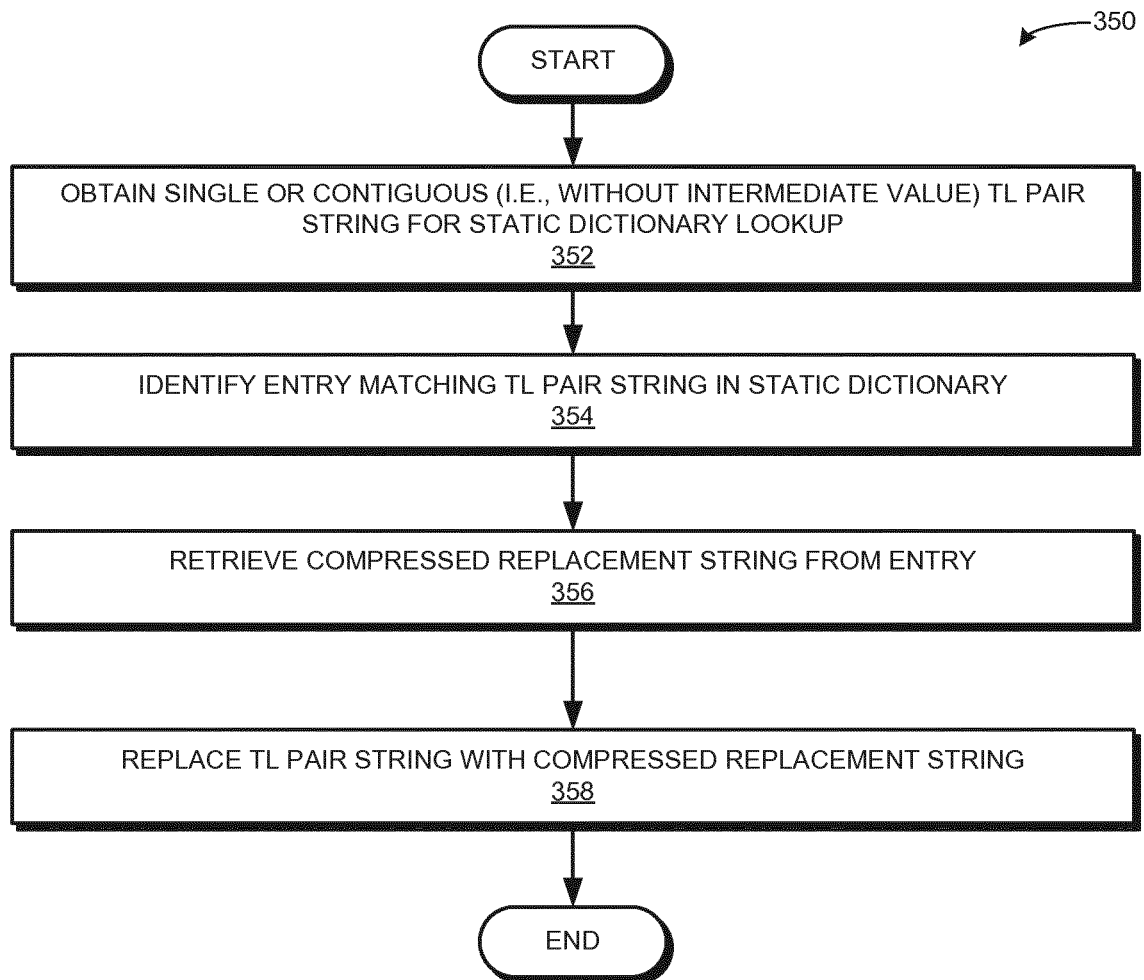 350
START
OBTAIN SINGLE OR CONTIGUOUS (I.E., WITHOUT INTERMEDIATE VALUE) TL PAIR
STRING FOR STATIC DICTIONARY LOOKUP
352
IDENTIFY ENTRY MATCHING TL PAIR STRING IN STATIC DICTIONARY
354
RETRIEVE COMPRESSED REPLACEMENT STRING FROM ENTRY
356
REPLACE TL PAIR STRING WITH COMPRESSED REPLACEMENT STRING
358
END